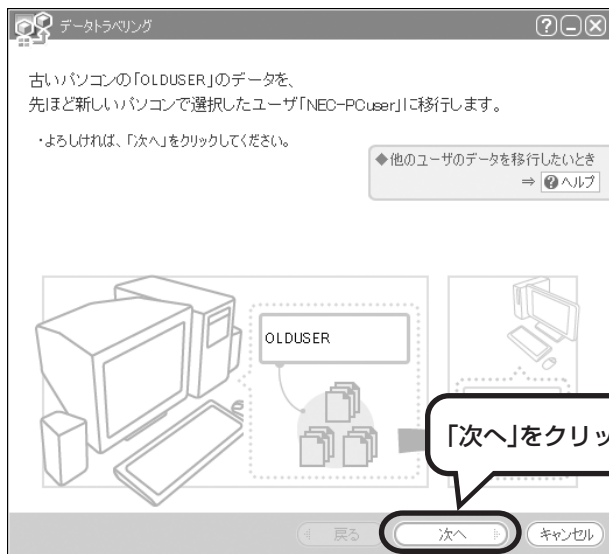 データトラベリング
古いパソコンの「OLDUSER」のデータを、
先ほど新しいパソコンで選択したユーザ「NEC-PCuser」に移行します。
・よろしければ、「次へ」をクリックしてください。
◆他のユーザのデータを移行したいとき
⇒ ?ヘルプ
OLDUSER
「次へ」をクリッ
戻る
次へ
キャンセル